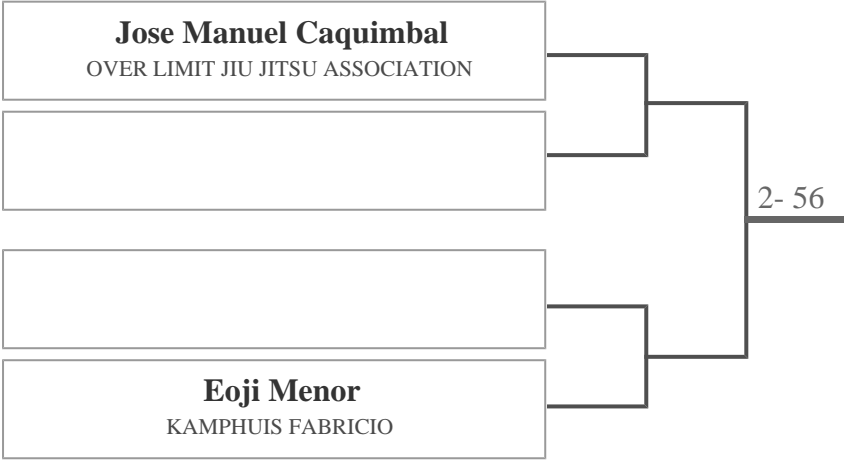 Jose Manuel Caquimbal
OVER LIMIT JIU JITSU ASSOCIATION
2- 56
Eoji Menor
KAMPHUIS FABRICIO